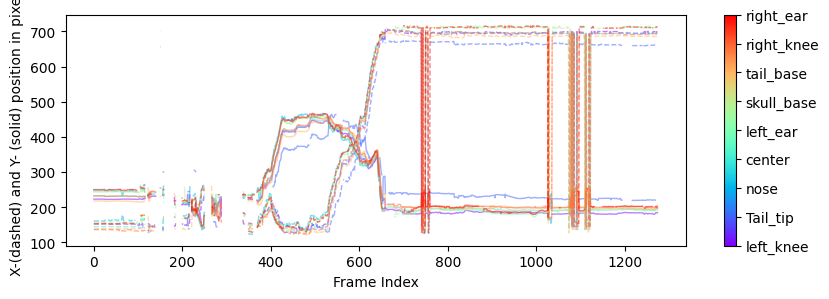 X-(dashed) and Y- (solid) position in pixe
700
600
500
400
300
200
100
0
200
400
600
800
1000
1200
Frame Index
right_ear
right_knee
tail_base
skull_base
left_ear
center
nose
Tail_tip
left_knee